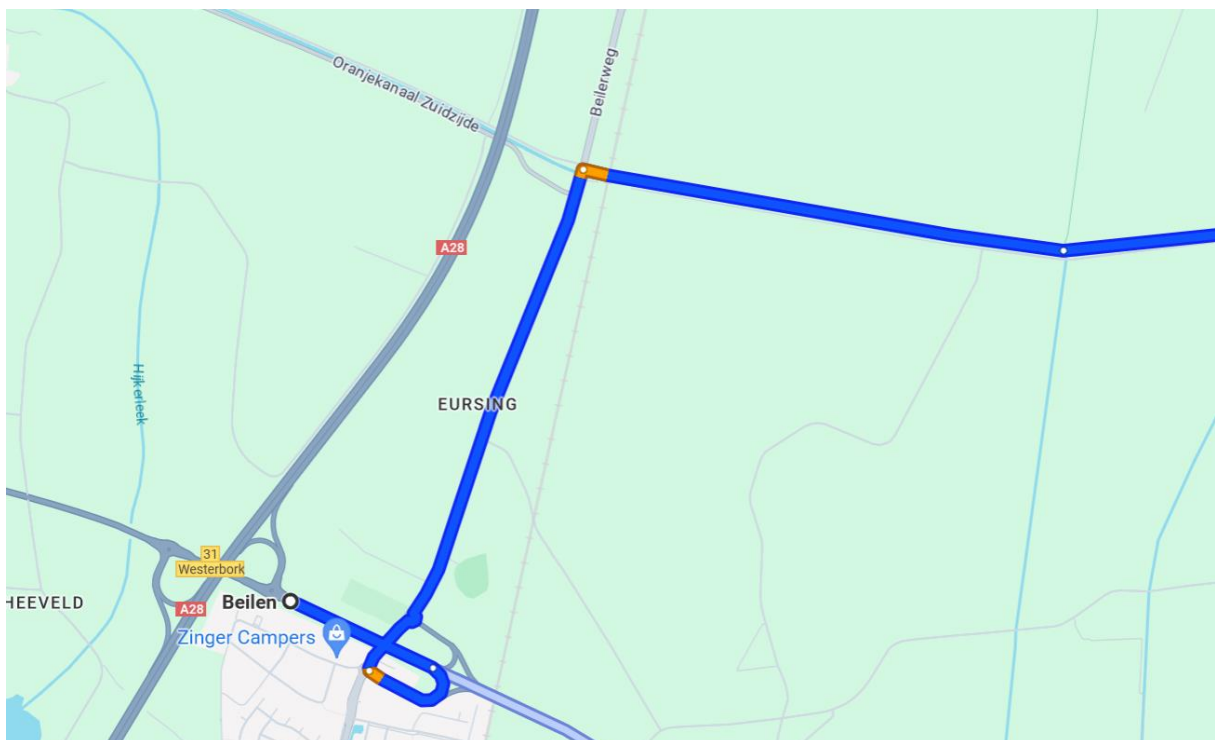 Oranjekanaal Zuidzijde
Beilerweg
A28
Hijkerleek
EURSING
31
Westerbork
HEEVELD
A28
Beilen
Zinger Campers